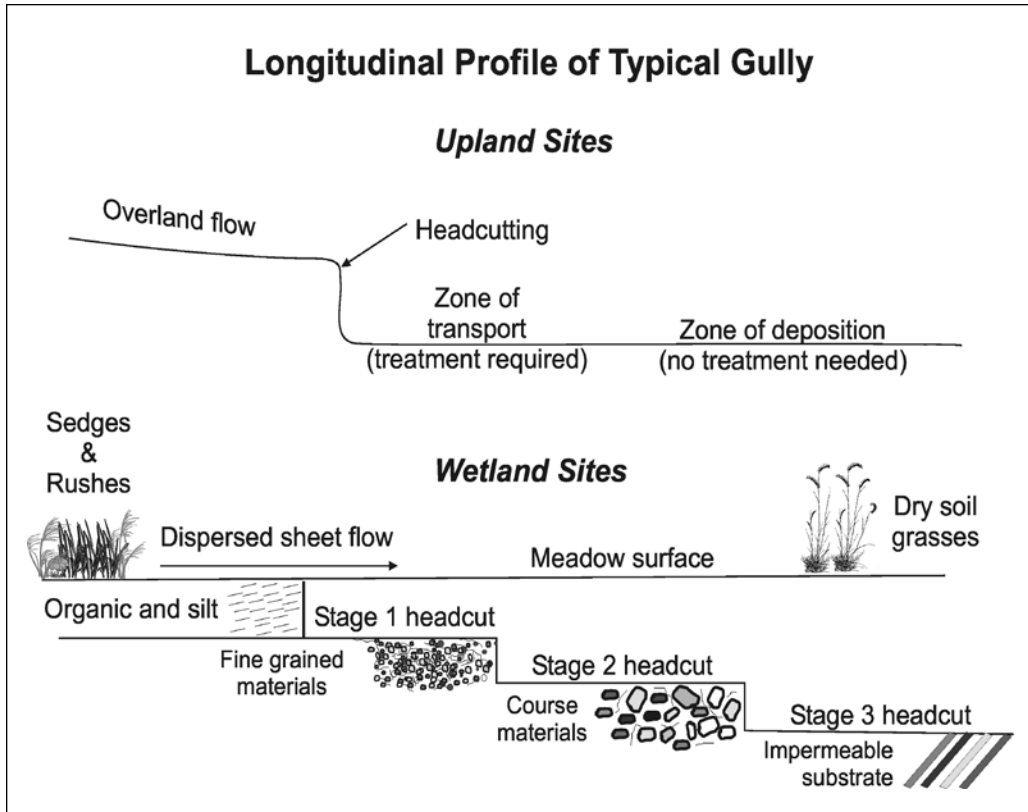 Longitudinal Profile of Typical Gully
Upland Sites
Overland flow
Headcutting
Zone of
transport
(treatment required)
Zone of deposition
(no treatment needed)
Sedges
&
Rushes
Wetland Sites
Dispersed sheet flow
Meadow surface
Dry soil
grasses
Organic and silt
Stage 1 headcut
Fine grained
materials
Stage 2 headcut
Course
materials
Stage 3 headcut
Impermeable
substrate